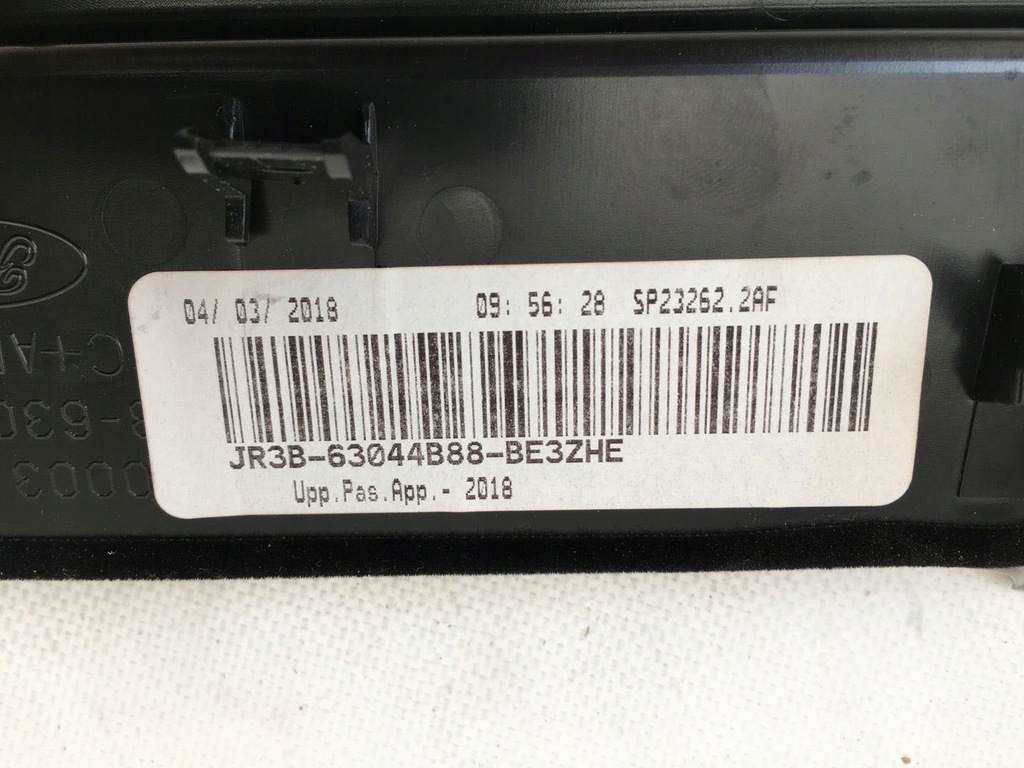 04/ 03/ 2018 09: 56: 28 SP23262.2AF
JR3B-63044B88-BE3ZHE
Upp.Pas.App.- 2018